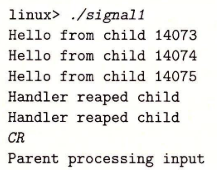 linux> ./signal1
Hello from child 14073
Hello from child 14074
Hello from child 14075
Handler reaped child
Handler reaped child
CR
Parent processing input